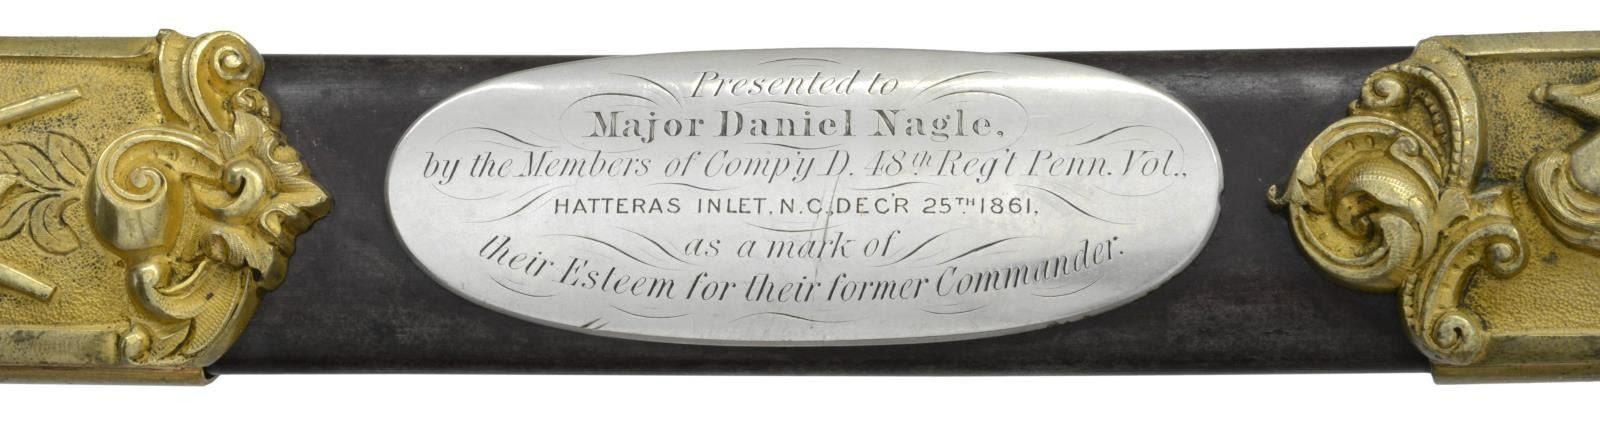 Presented to
Major Daniel Nagle,
by the Members of Comp'y D. 48th Reg't Penn. Vol.,
HATTERAS INLET, N.C., DEC'R 25TH 1861,
as a mark of
their Esteem for their former Commander.